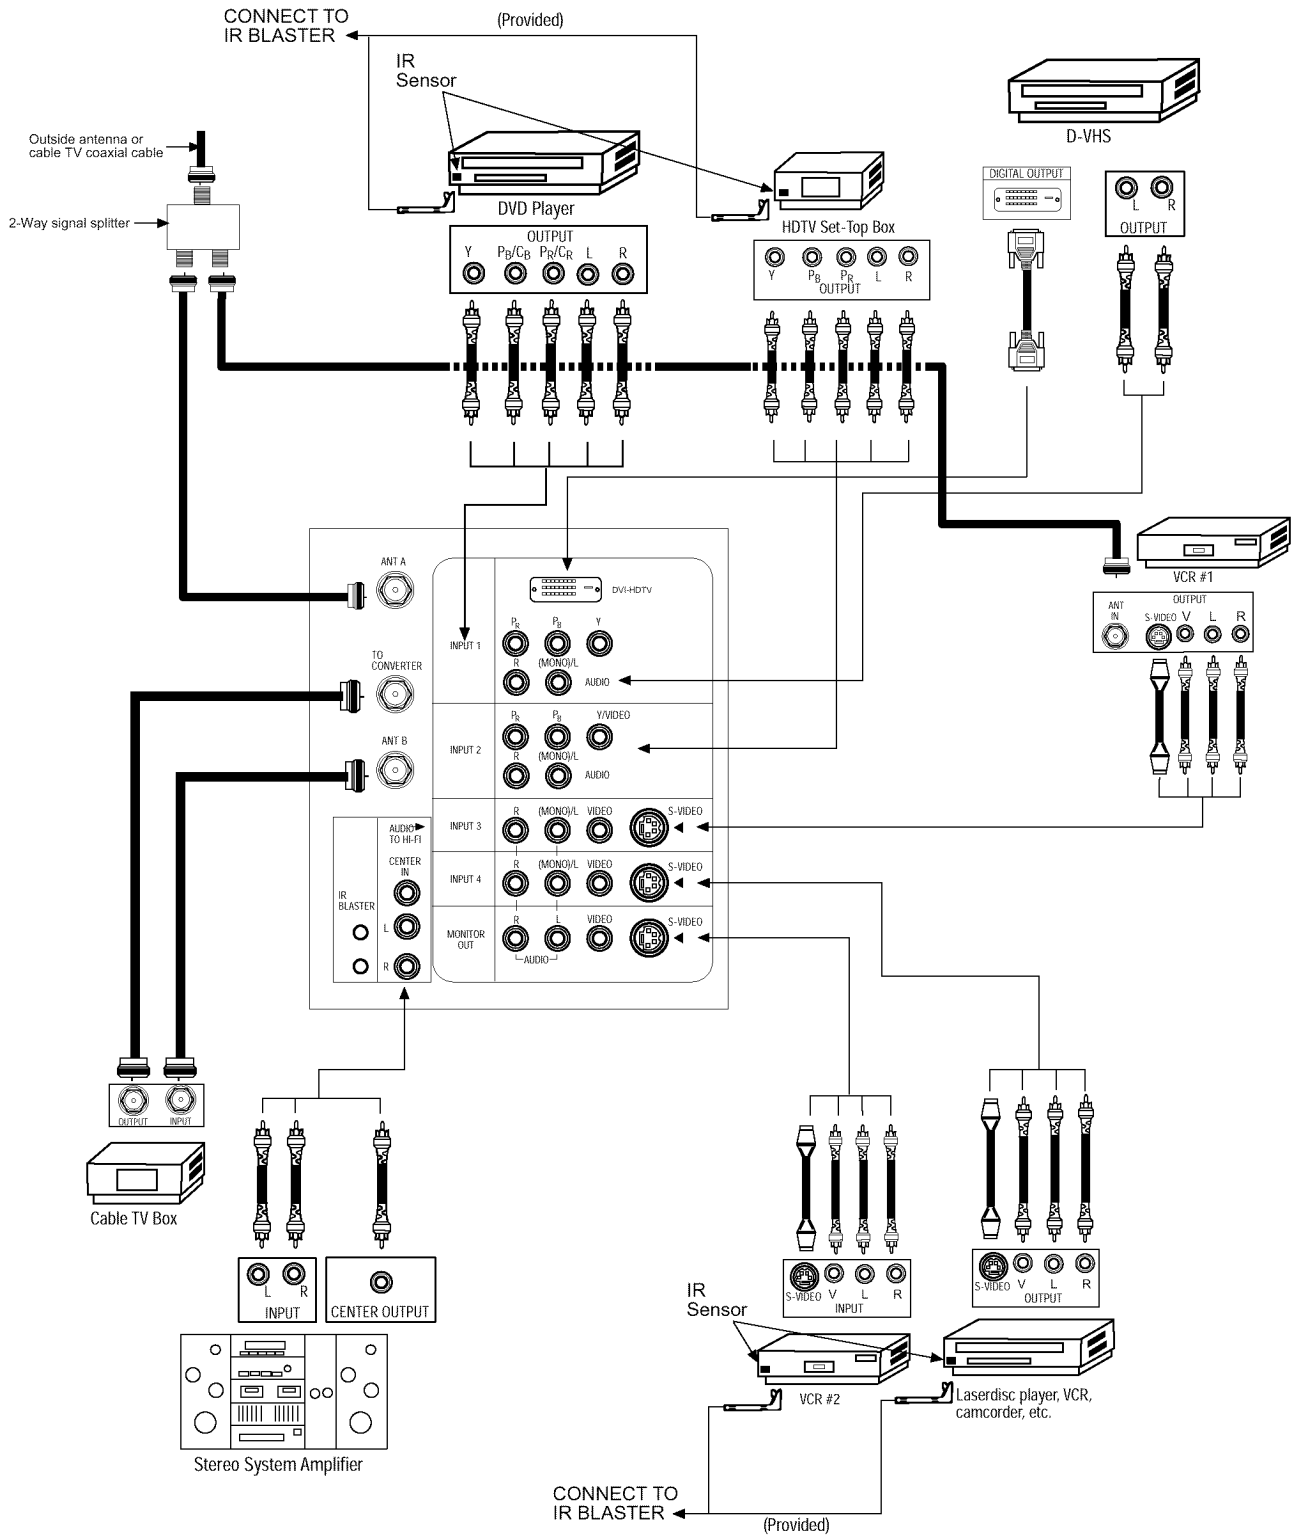 CONNECT TO
IR BLASTER
(Provided)
IR
Sensor
D-VHS
Outside antenna or
cable TV coaxial cable
2-Way signal splitter
DVD Player
HDTV Set-Top Box
DIGITAL OUTPUT
L R
OUTPUT
OUTPUT
Y PB/CB PR/CR L R
Y PB PR L R
OUTPUT
VCR #1
ANT
IN
OUTPUT
S-VIDEO V L R
ANT A
DVI-HDTV
INPUT 1
PR PB Y
R (MONO)/L
AUDIO
TO
CONVERTER
INPUT 2
PR PB Y/VIDEO
R (MONO)/L
AUDIO
ANT B
INPUT 3
R (MONO)/L VIDEO S-VIDEO
INPUT 4
R (MONO)/L VIDEO S-VIDEO
MONITOR
OUT
R L VIDEO S-VIDEO
AUDIO
AUDIO
TO HI-FI
CENTER
IN
IR
BLASTER
L
R
OUTPUT INPUT
Cable TV Box
L R
INPUT
CENTER OUTPUT
Stereo System Amplifier
S-VIDEO V L R
INPUT
S-VIDEO V L R
OUTPUT
IR
Sensor
VCR #2
Laserdisc player, VCR,
camcorder, etc.
CONNECT TO
IR BLASTER
(Provided)